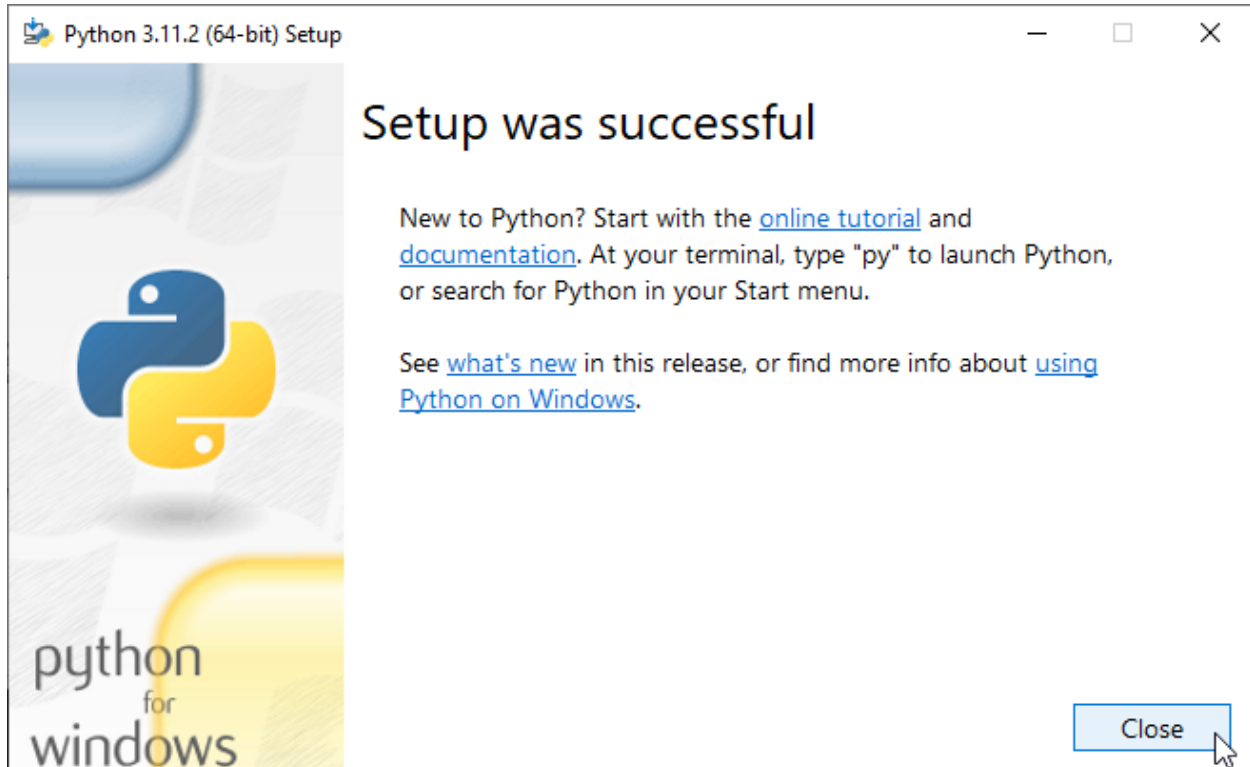 Python 3.11.2 (64-bit) Setup
Setup was successful
New to Python? Start with the online tutorial and
documentation. At your terminal, type "py" to launch Python,
or search for Python in your Start menu.
See what's new in this release, or find more info about using
Python on Windows.
python
for
windows
Close